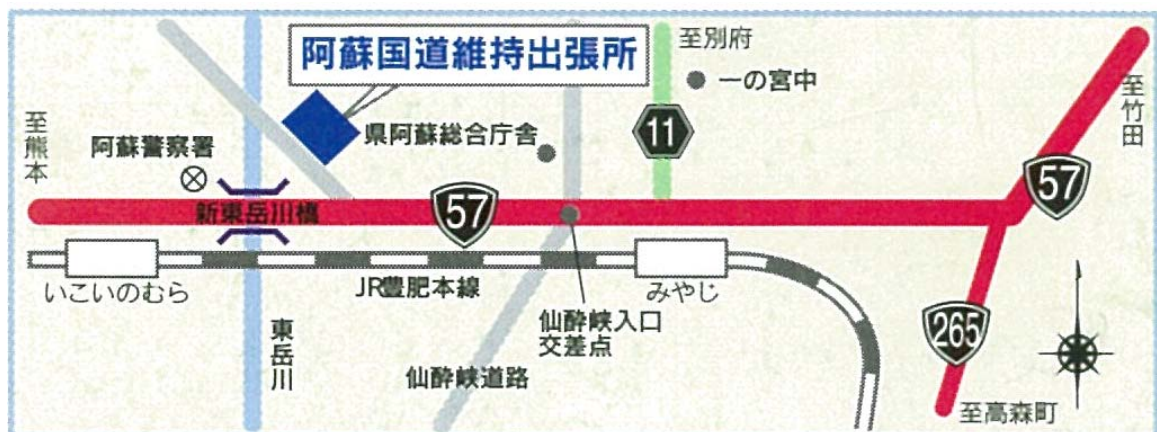 阿蘇国道維持出張所
至別府
一の宮中
至竹田
至熊本
阿蘇警察署
県阿蘇総合庁舎
11
57
新東岳川橋
57
いこいのむら
JR豊肥本線
みやじ
東岳川
仙酔峡入口
交差点
265
仙酔峡道路
至高森町